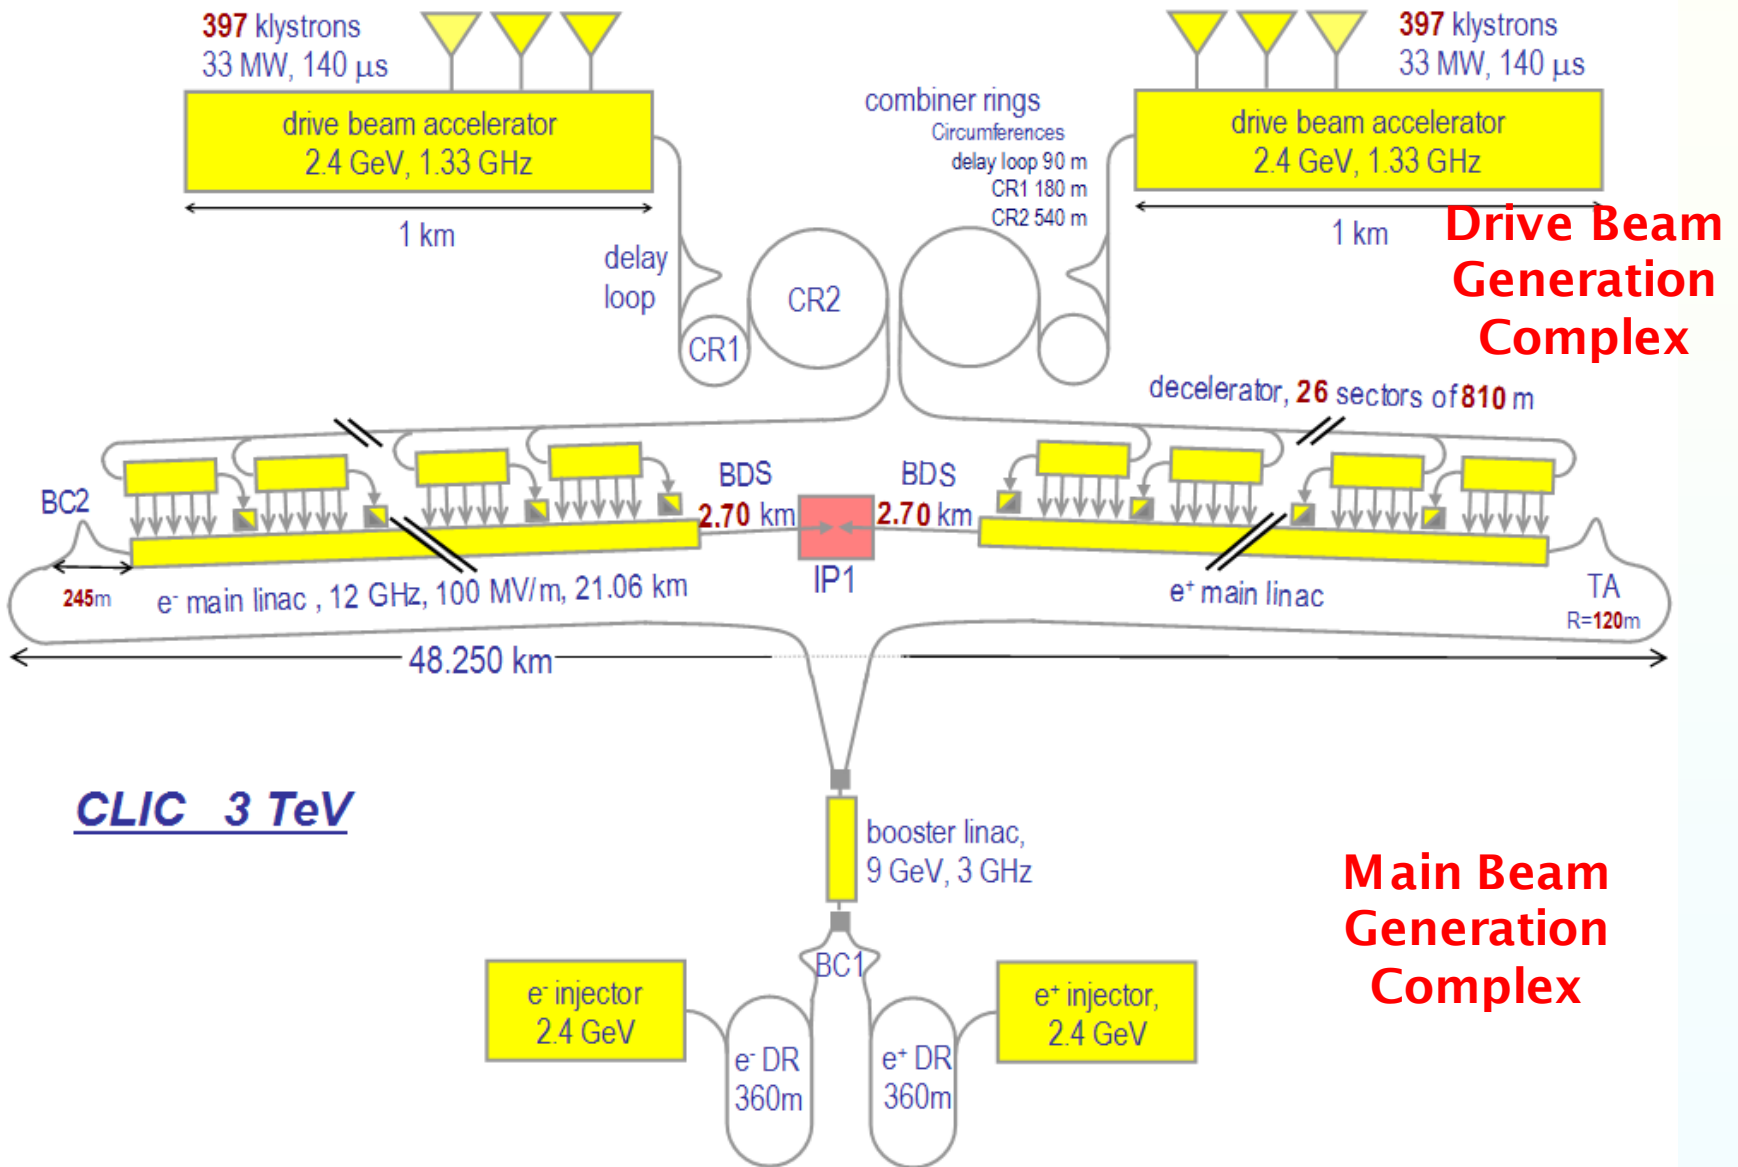 397 klystrons
33 MW, 140 μs
397 klystrons
33 MW, 140 μs
drive beam accelerator
2.4 GeV, 1.33 GHz
combiner rings
Circumferences
delay loop 90 m
CR1 180 m
CR2 540 m
drive beam accelerator
2.4 GeV, 1.33 GHz
1 km
1 km
Drive Beam
Generation
Complex
delay
loop
CR1
CR2
decelerator, 26 sectors of 810 m
BC2
BDS
2.70 km
BDS
2.70 km
IP1
245m
e- main linac , 12 GHz, 100 MV/m, 21.06 km
e+ main linac
TA
R=120m
48.250 km
CLIC 3 TeV
booster linac,
9 GeV, 3 GHz
Main Beam
Generation
Complex
BC1
e- injector
2.4 GeV
e+ injector,
2.4 GeV
e- DR
360m
e+ DR
360m